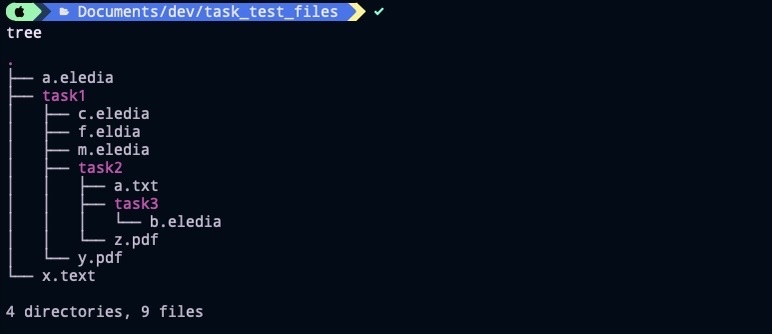 Documents/dev/task_test_files
tree
.
├── a.eledia
├── task1
│   ├── c.eledia
│   ├── f.eldia
│   ├── m.eledia
│   ├── task2
│   │   ├── a.txt
│   │   ├── task3
│   │   │   └── b.eledia
│   │   └── z.pdf
│   └── y.pdf
└── x.text
4 directories, 9 files